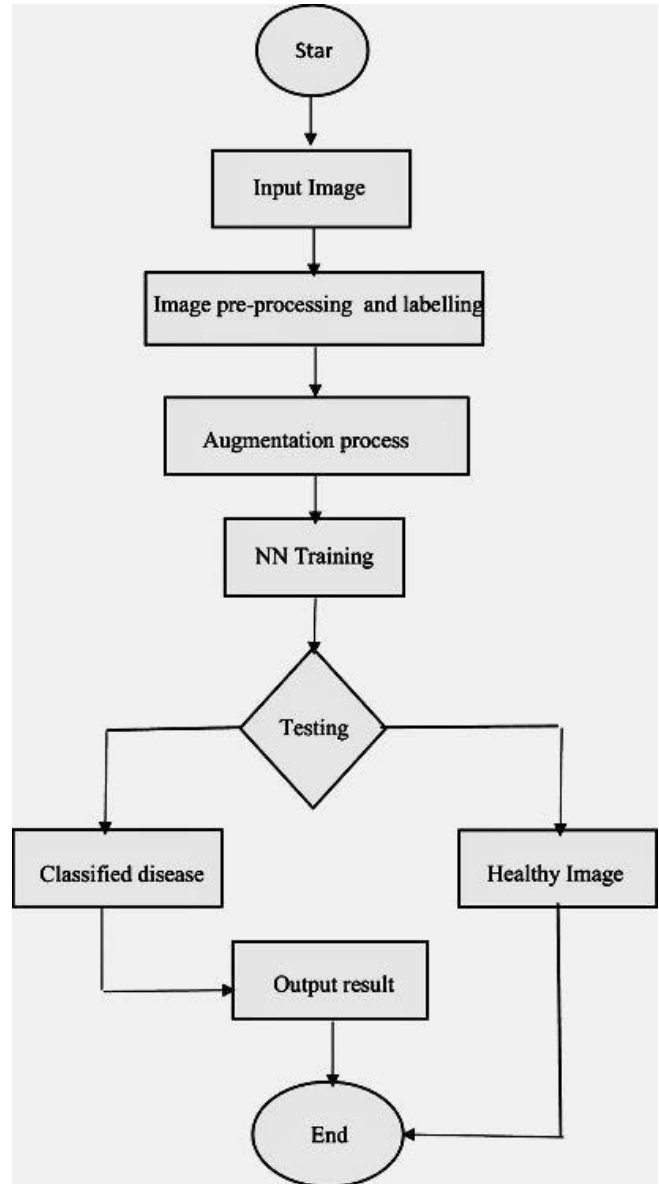 Star
Input Image
Image pre-processing and labelling
Augmentation process
NN Training
Testing
Classified disease
Healthy Image
Output result
End